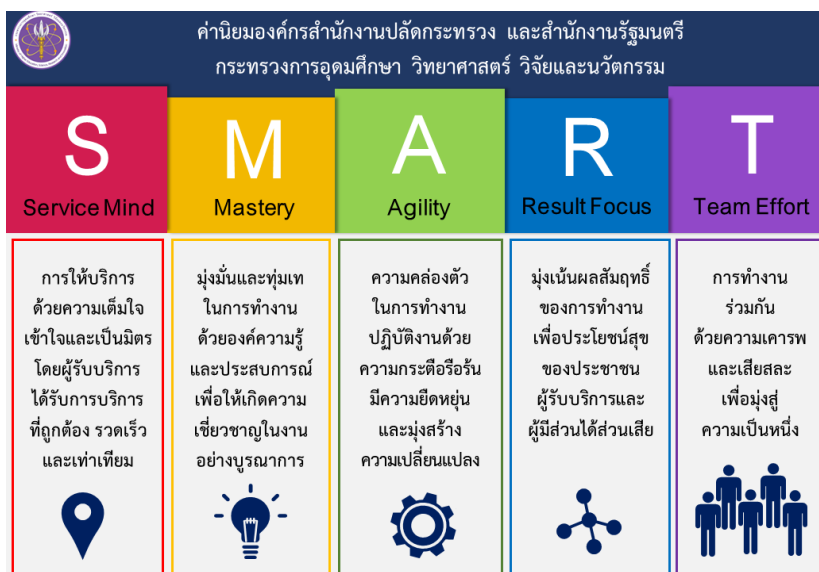 ค่านิยมองค์กรสำนักงานปลัดกระทรวง และสำนักงานรัฐมนตรี
กระทรวงการอุดมศึกษา วิทยาศาสตร์ วิจัยและนวัตกรรม
S
Service Mind
การให้บริการ
ด้วยความเต็มใจ
เข้าใจและเป็นมิตร
โดยผู้รับบริการ
ได้รับการบริการ
ที่ถูกต้อง รวดเร็ว
และเท่าเทียม
M
Mastery
มุ่งมั่นและทุ่มเท
ในการทำงาน
ด้วยองค์ความรู้
และประสบการณ์
เพื่อให้เกิดความ
เชี่ยวชาญในงาน
อย่างบูรณาการ
A
Agility
ความคล่องตัว
ในการทำงาน
ปฏิบัติงานด้วย
ความกระตือรือร้น
มีความยืดหยุ่น
และมุ่งสร้าง
ความเปลี่ยนแปลง
R
Result Focus
มุ่งเน้นผลสัมฤทธิ์
ของการทำงาน
เพื่อประโยชน์สุข
ของประชาชน
ผู้รับบริการและ
ผู้มีส่วนได้ส่วนเสีย
T
Team Effort
การทำงาน
ร่วมกัน
ด้วยความเคารพ
และเสียสละ
เพื่อมุ่งสู่
ความเป็นหนึ่ง